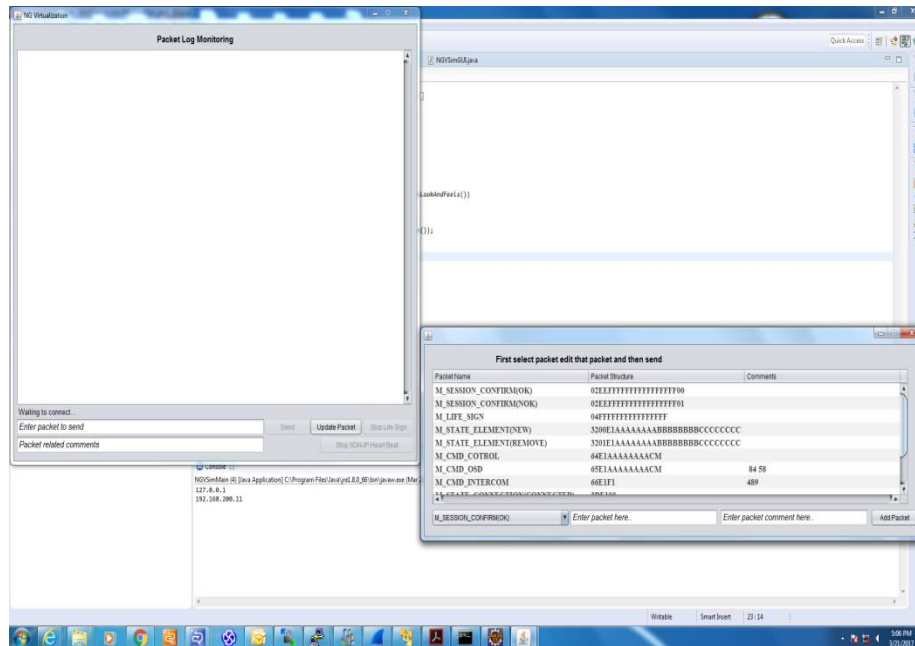 NG Virtualization
Packet Log Monitoring
Waiting to connect...
Enter packet to send
Send
Update Packet
Stop Life Sign
Packet related comments
Stop SDN-IP Heart Beat
Quick Access
NGVSimGUI.java
LookAndFeels())
());
First select packet edit that packet and then send
Packet Name Packet Structure Comments
M_SESSION_CONFIRM(OK) 02EEFFFFFFFFFFFFFFFF00
M_SESSION_CONFIRM(NOK) 02EEFFFFFFFFFFFFFFFF01
M_LIFE_SIGN 04FFFFFFFFFFFFFFFF
M_STATE_ELEMENT(NEW) 3200E1AAAAAAAABBBBBBBBCCCCCCCC
M_STATE_ELEMENT(REMOVE) 3201E1AAAAAAAABBBBBBBBCCCCCCCC
M_CMD_COTROL 64E1AAAAAAAACM
M_CMD_OSD 65E1AAAAAAAACM 84 58
M_CMD_INTERCOM 66E1F1 489
M_SESSION_CONFIRM(OK)
Enter packet here..
Enter packet comment here..
Add Packet
Console
NGVSimMain (4) [Java Application] C:\Program Files\Java\jre1.8.0_66\bin\javaw.exe (Mar
127.0.0.1
192.168.200.11
Writable Smart Insert 23:14
5:06 PM
3/21/2017